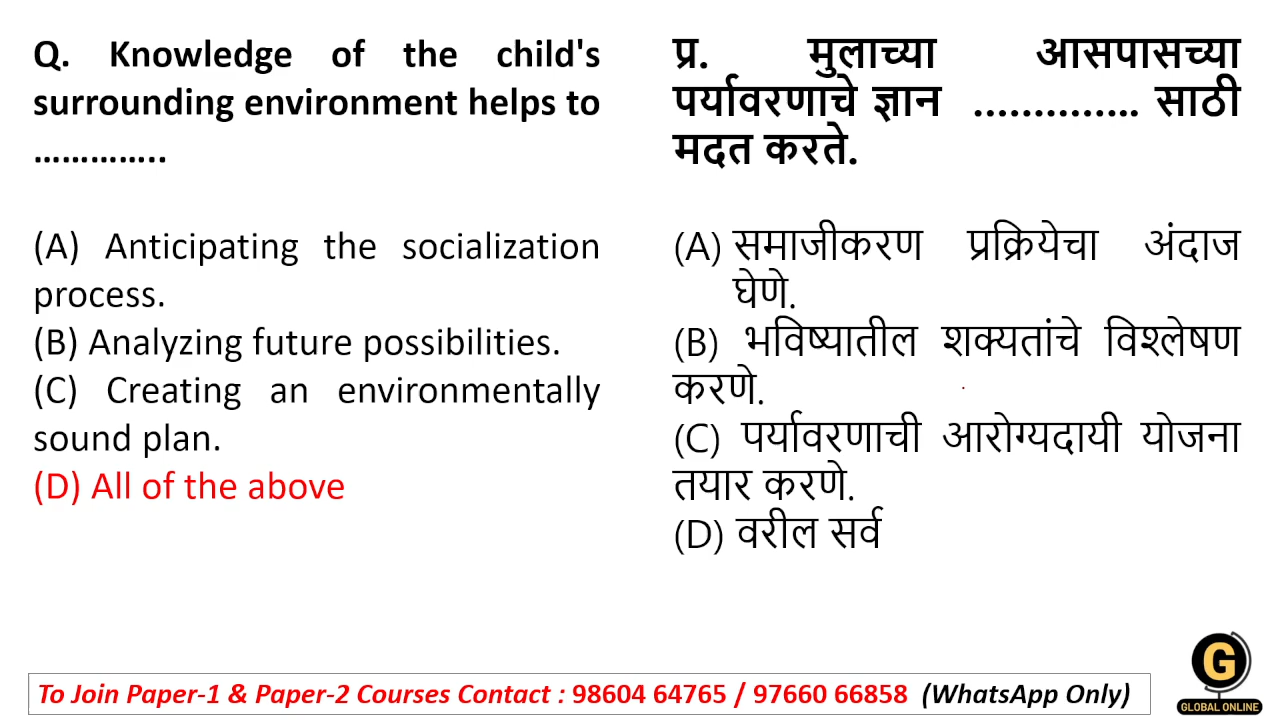 Q. Knowledge of the child's
surrounding environment helps to
…………..
(A) Anticipating the socialization
process.
(B) Analyzing future possibilities.
(C) Creating an environmentally
sound plan.
(D) All of the above
प्र. मुलाच्या आसपासच्या
पर्यावरणाचे ज्ञान .............. साठी
मदत करते.
(A) समाजीकरण प्रक्रियेचा अंदाज
घेणे.
(B) भविष्यातील शक्यतांचे विश्लेषण
करणे.
(C) पर्यावरणाची आरोग्यदायी योजना
तयार करणे.
(D) वरील सर्व
To Join Paper-1 & Paper-2 Courses Contact : 98604 64765 / 97660 66858 (WhatsApp Only)
G
GLOBAL ONLINE